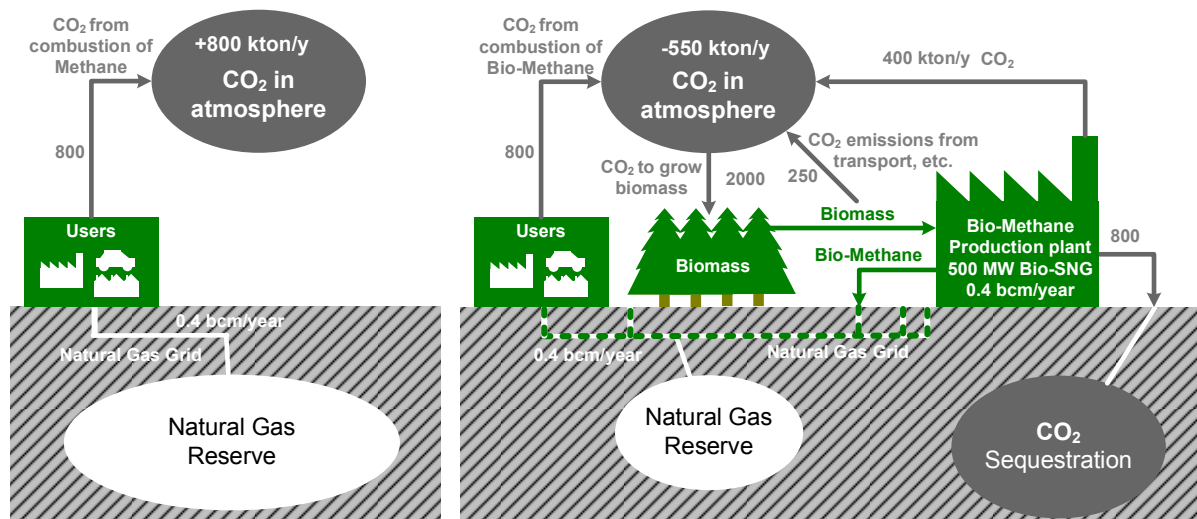 CO₂ from
combustion of
Methane
+800 kton/y
CO₂ in
atmosphere
800
Users
0.4 bcm/year
Natural Gas Grid
Natural Gas
Reserve
CO₂ from
combustion of
Bio-Methane
-550 kton/y
CO₂ in
atmosphere
400 kton/y CO₂
800
CO₂ to grow
biomass
2000
250
CO₂ emissions from
transport, etc.
Users
Biomass
Biomass
Bio-Methane
Bio-Methane
Production plant
500 MW Bio-SNG
0.4 bcm/year
800
0.4 bcm/year
Natural Gas Grid
Natural Gas
Reserve
CO₂
Sequestration